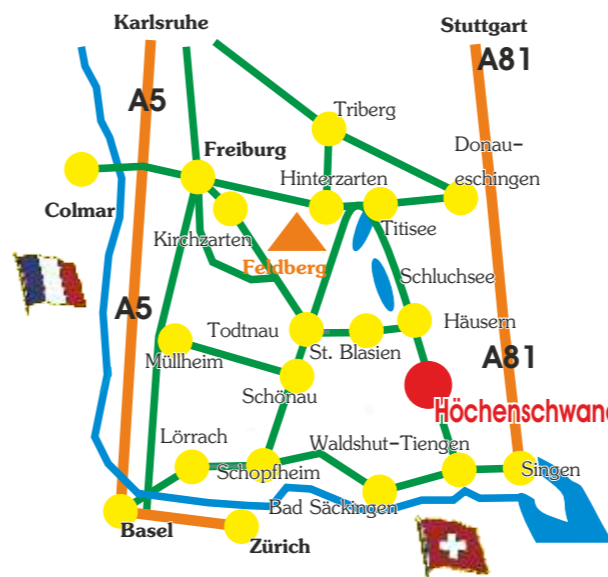 Karlsruhe
Stuttgart
A81
A5
Triberg
Donau-
eschingen
Freiburg
Hinterzarten
Colmar
Kirchzarten
Titisee
Feldberg
Schluchsee
A5
Todtnau
Häusern
St. Blasien
Müllheim
A81
Schönau
Höchenschwand
Lörrach
Waldshut-Tiengen
Schopfheim
Singen
Bad Säckingen
Basel
Zürich